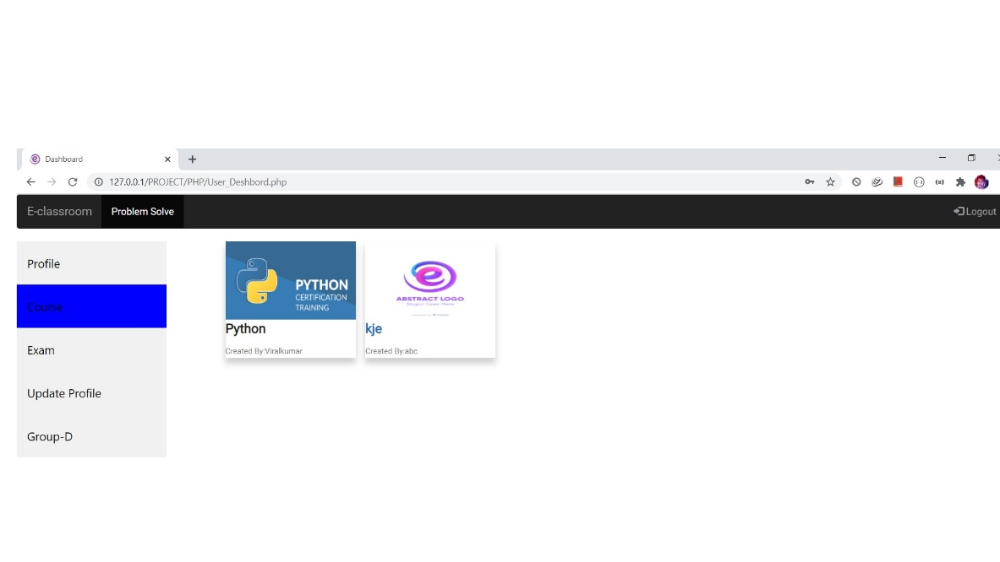 Dashboard
127.0.0.1/PROJECT/PHP/User_Deshbord.php
E-classroom Problem Solve Logout
Profile
Course
Exam
Update Profile
Group-D
PYTHON
CERTIFICATION
TRAINING
Python
Created By:Viralkumar
ABSTRACT LOGO
Slogan Goes Here
kje
Created By:abc